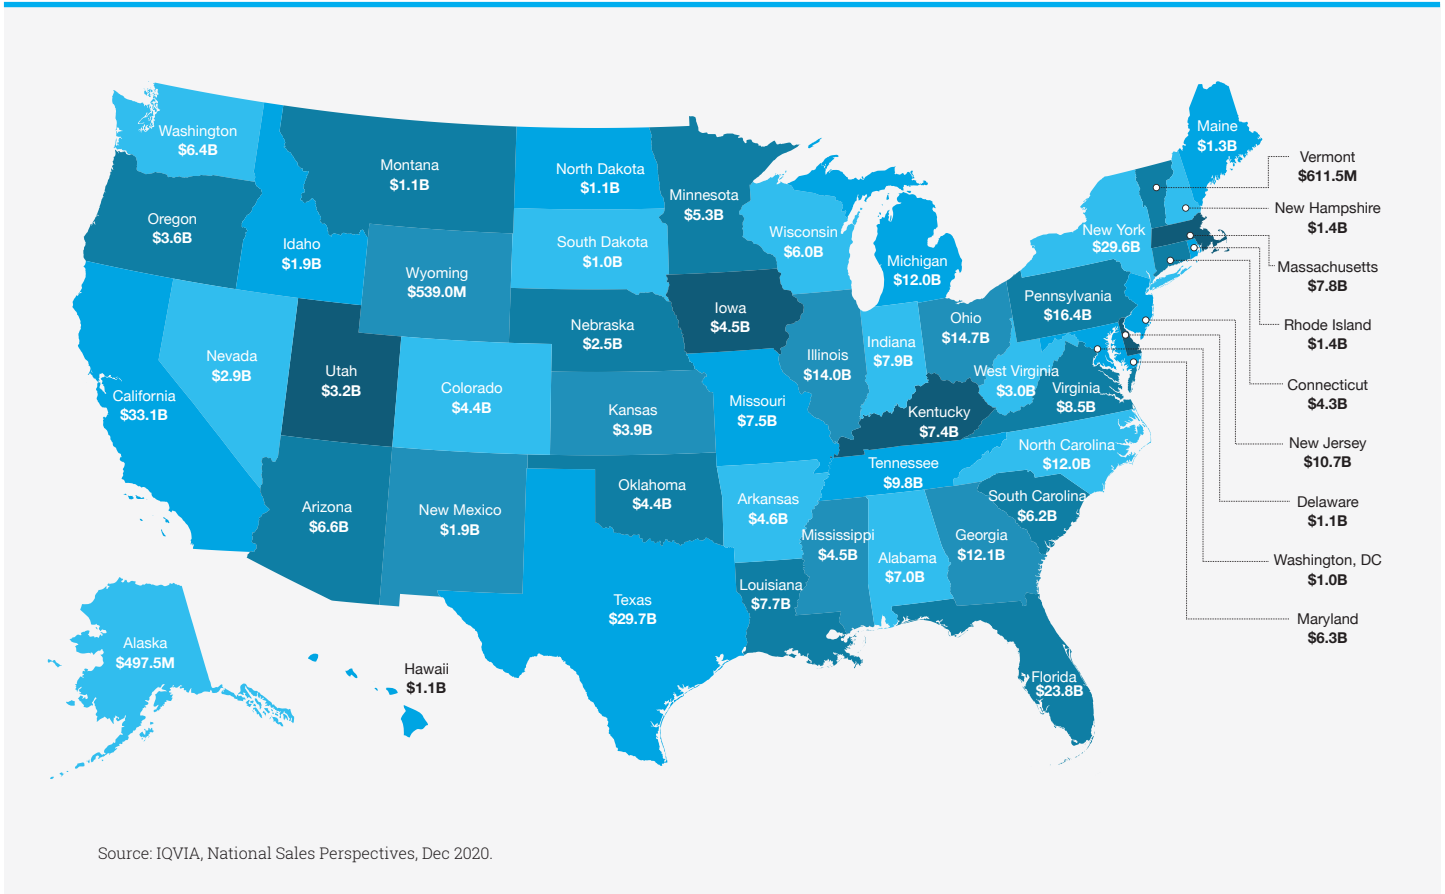 Washington
$6.4B
Oregon
$3.6B
California
$33.1B
Nevada
$2.9B
Idaho
$1.9B
Montana
$1.1B
Wyoming
$539.0M
Utah
$3.2B
Arizona
$6.6B
Colorado
$4.4B
New Mexico
$1.9B
North Dakota
$1.1B
South Dakota
$1.0B
Nebraska
$2.5B
Kansas
$3.9B
Oklahoma
$4.4B
Texas
$29.7B
Minnesota
$5.3B
Iowa
$4.5B
Missouri
$7.5B
Arkansas
$4.6B
Louisiana
$7.7B
Wisconsin
$6.0B
Illinois
$14.0B
Michigan
$12.0B
Indiana
$7.9B
Ohio
$14.7B
Kentucky
$7.4B
Tennessee
$9.8B
Mississippi
$4.5B
Alabama
$7.0B
Georgia
$12.1B
Florida
$23.8B
South Carolina
$6.2B
North Carolina
$12.0B
Virginia
$8.5B
West Virginia
$3.0B
Pennsylvania
$16.4B
New York
$29.6B
Maine
$1.3B
Vermont
$611.5M
New Hampshire
$1.4B
Massachusetts
$7.8B
Rhode Island
$1.4B
Connecticut
$4.3B
New Jersey
$10.7B
Delaware
$1.1B
Washington, DC
$1.0B
Maryland
$6.3B
Alaska
$497.5M
Hawaii
$1.1B
Source: IQVIA, National Sales Perspectives, Dec 2020.